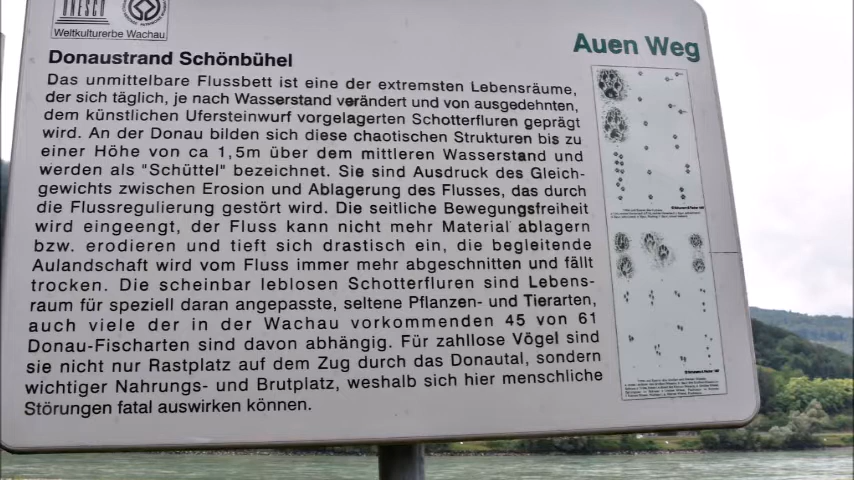 UNESCO
Weltkulturerbe Wachau
Donaustrand Schönbühel
Auen Weg
Das unmittelbare Flussbett ist eine der extremsten Lebensräume,
der sich täglich, je nach Wasserstand verändert und von ausgedehnten,
dem künstlichen Ufersteinwurf vorgelagerten Schotterfluren geprägt
wird. An der Donau bilden sich diese chaotischen Strukturen bis zu
einer Höhe von ca 1,5m über dem mittleren Wasserstand und
werden als "Schüttel" bezeichnet. Sie sind Ausdruck des Gleich-
gewichts zwischen Erosion und Ablagerung des Flusses, das durch
die Flussregulierung gestört wird. Die seitliche Bewegungsfreiheit
wird eingeengt, der Fluss kann nicht mehr Material ablagern
bzw. erodieren und tieft sich drastisch ein, die begleitende
Aulandschaft wird vom Fluss immer mehr abgeschnitten und fällt
trocken. Die scheinbar leblosen Schotterfluren sind Lebens-
raum für speziell daran angepasste, seltene Pflanzen- und Tierarten,
auch viele der in der Wachau vorkommenden 45 von 61
Donau-Fischarten sind davon abhängig. Für zahllose Vögel sind
sie nicht nur Rastplatz auf dem Zug durch das Donautal, sondern
wichtiger Nahrungs- und Brutplatz, weshalb sich hier menschliche
Störungen fatal auswirken können.